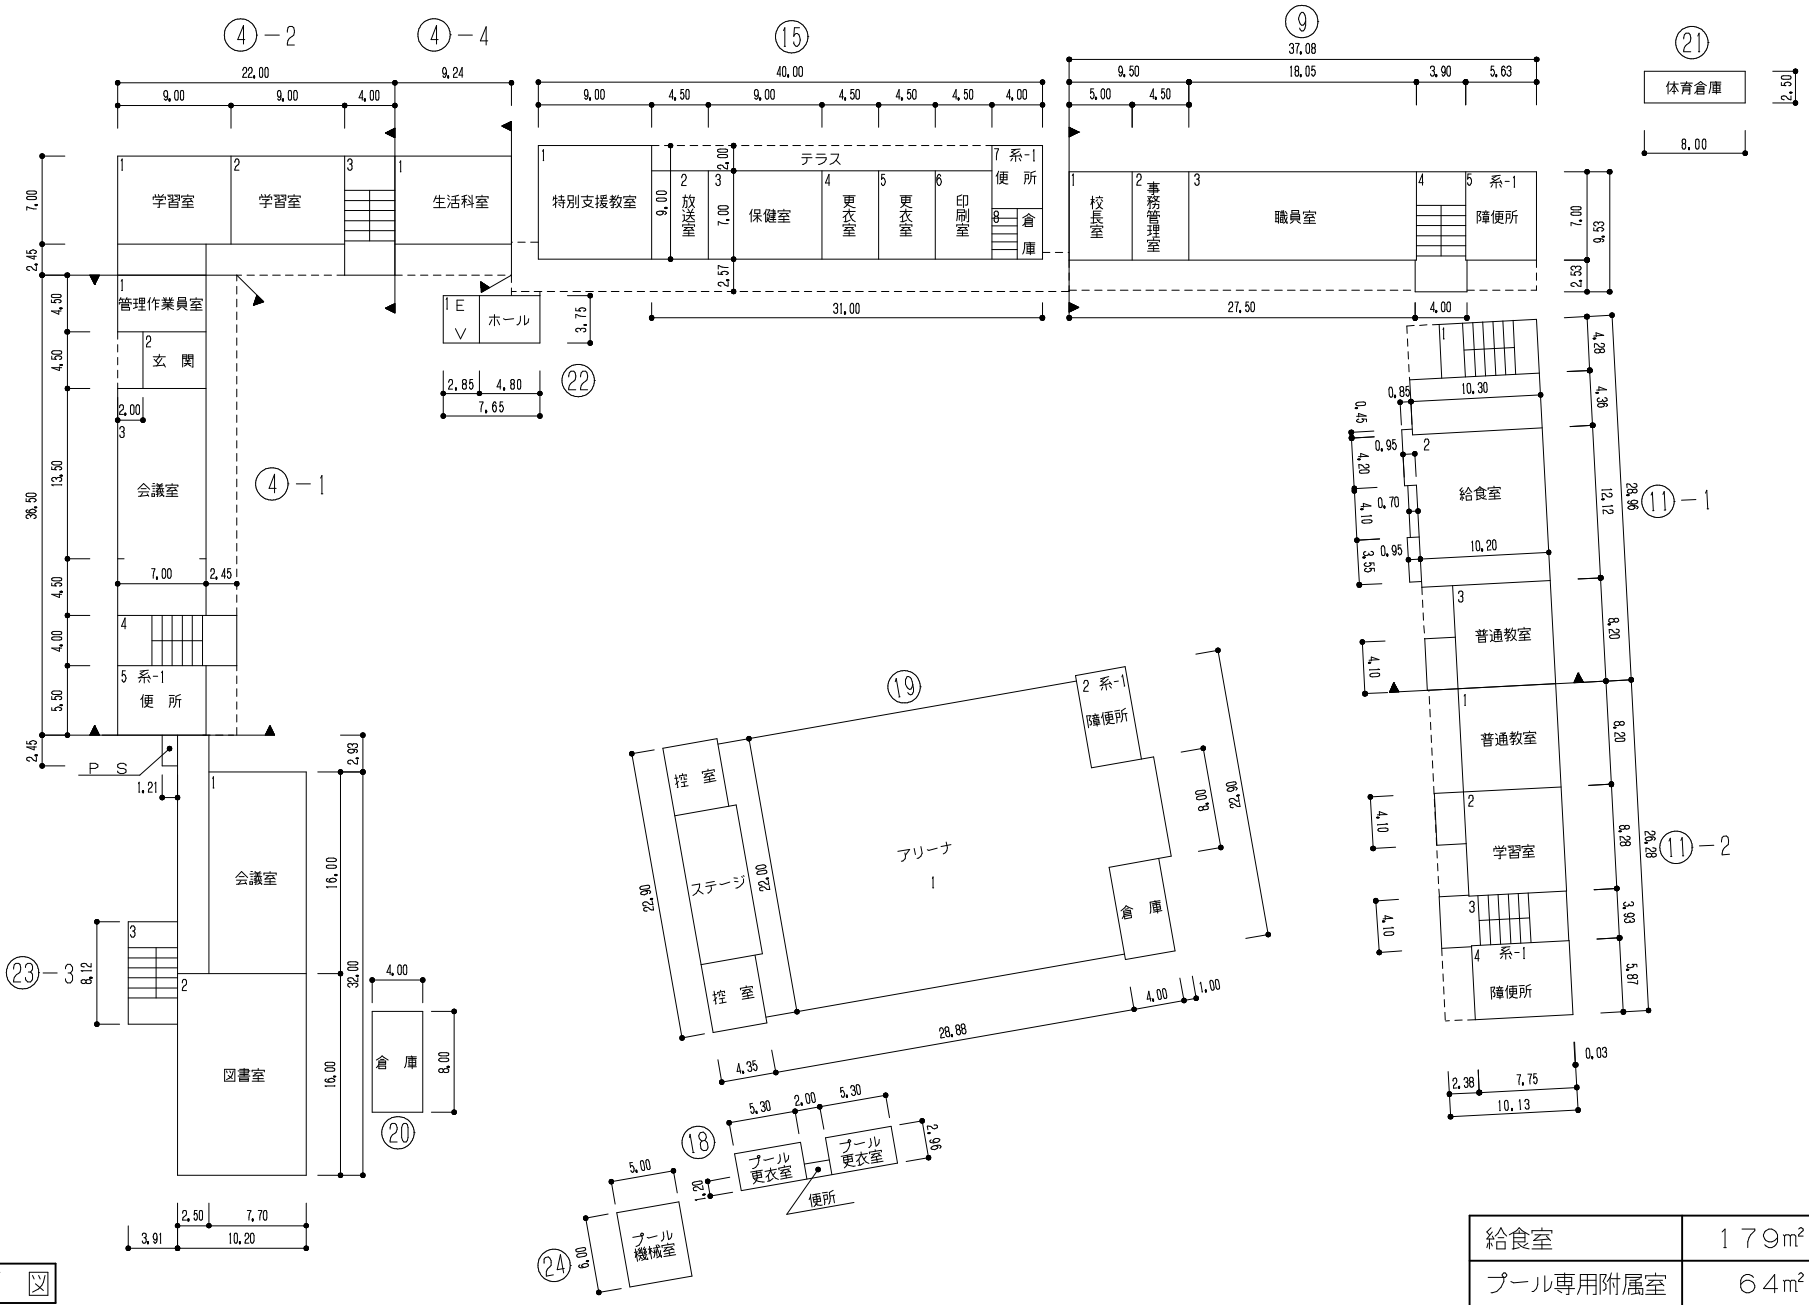 ④-2
④-4
⑮
⑨
㉑
37.08
22.00
9.24
40.00
9.50
18.05
3.90
5.63
9.00
9.00
4.00
9.00
4.50
9.00
4.50
4.50
4.50
4.00
5.00
4.50
体育倉庫
2.50
8.00
1
学習室
2
学習室
3
1
生活科室
7.00
2.45
1
特別支援教室
9.00
2.00
テラス
2
放送室
3
7.00
保健室
4
更衣室
5
更衣室
6
印刷室
7 系-1
便 所
8
倉庫
2.57
31.00
1
校長室
2
事務管理室
3
職員室
4
5 系-1
障便所
7.00
9.53
2.53
27.50
4.00
1
管理作業員室
4.50
2
玄 関
4.50
2.00
3
会議室
13.50
36.50
④-1
7.00
2.45
4.50
4
4.00
5 系-1
便 所
5.50
2.45
P S
1.21
2.93
1EV
ホール
3.75
2.85
4.80
7.65
㉒
1
4.28
10.30
0.85
4.36
0.45
0.95
2
4.20
給食室
0.70
4.10
12.12
28.96
⑪-1
0.95
10.20
3.55
3
普通教室
8.20
4.10
1
普通教室
8.20
2
学習室
4.10
8.28
26.28
⑪-2
3
4.10
3.93
4 系-1
障便所
5.87
0.03
2.38
7.75
10.13
1
会議室
16.00
32.00
3
㉓-3
8.12
2
図書室
16.00
4.00
倉 庫
8.00
⑳
2.50
7.70
3.91
10.20
⑲
2 系-1
障便所
控 室
ステージ
22.00
22.90
アリーナ
1
8.00
22.06
倉 庫
控 室
4.00
1.00
28.88
4.35
⑱
5.30
2.00
5.30
プール
更衣室
プール
更衣室
2.96
1.20
便所
5.00
プール
機械室
6.00
㉔
図
給食室
179㎡
プール専用附属室
64㎡